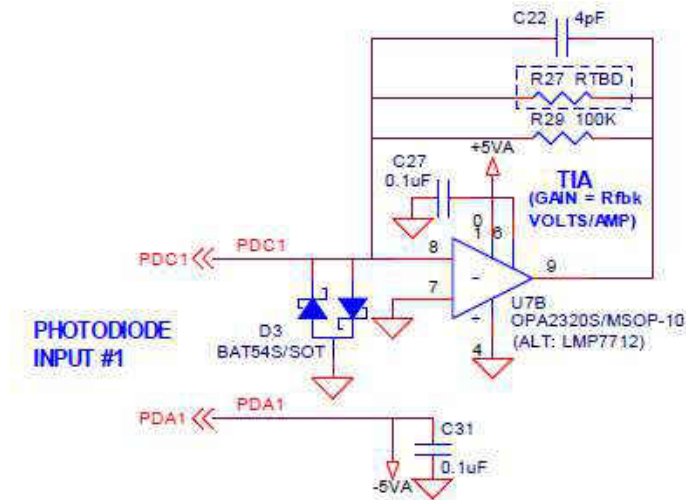 C22 4pF
R27 RTBD
R29 100K
+5VA
C27
0.1uF
TIA
(GAIN = Rfbk
VOLTS/AMP)
0
1 6
PDC1 PDC1
8
9
7
U7B
OPA2320S/MSOP-10
(ALT: LMP7712)
4
PHOTODIODE
INPUT #1
D3
BAT54S/SOT
PDA1 PDA1
C31
0.1uF
-5VA